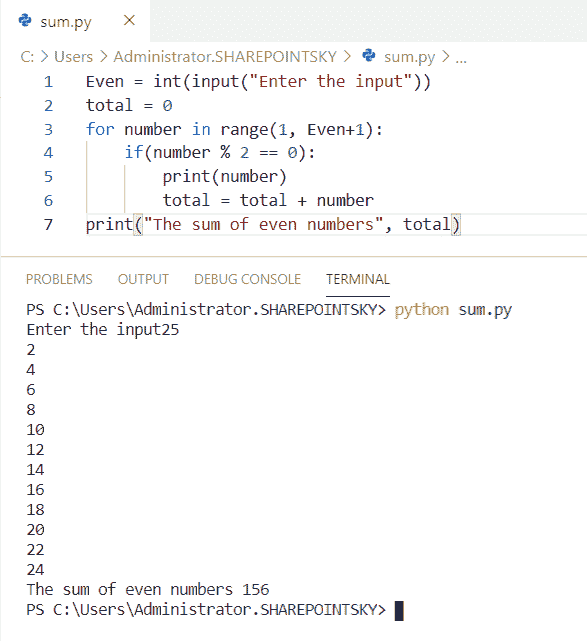 sum.py ×
C: > Users > Administrator.SHAREPOINTSKY > sum.py > ...
1 Even = int(input("Enter the input"))
2 total = 0
3 for number in range(1, Even+1):
4     if(number % 2 == 0):
5         print(number)
6         total = total + number
7 print("The sum of even numbers", total)
PROBLEMS OUTPUT DEBUG CONSOLE TERMINAL
PS C:\Users\Administrator.SHAREPOINTSKY> python sum.py
Enter the input25
2
4
6
8
10
12
14
16
18
20
22
24
The sum of even numbers 156
PS C:\Users\Administrator.SHAREPOINTSKY>